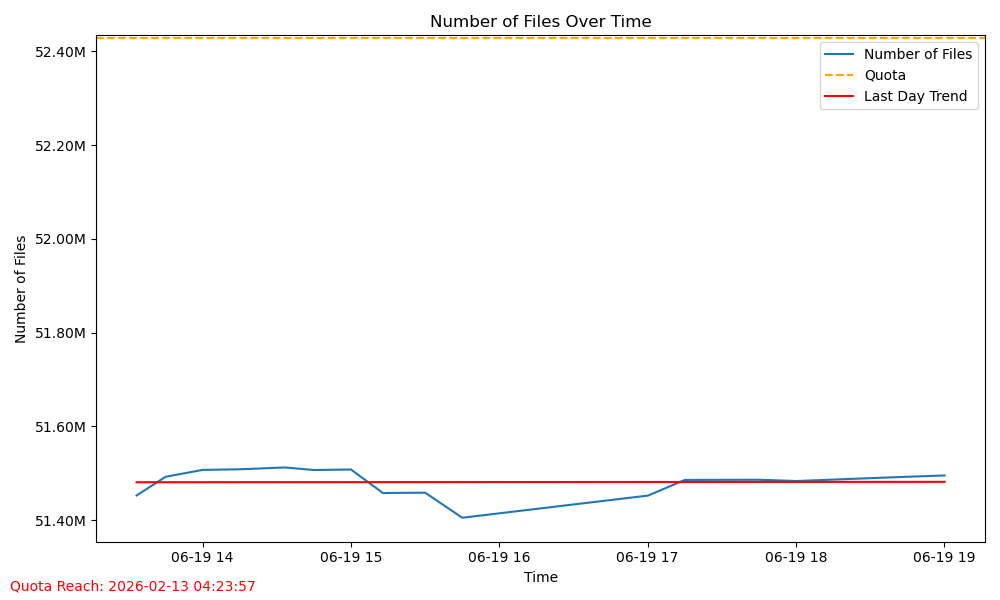 Number of Files Over Time
52.40M
52.20M
52.00M
51.80M
51.60M
51.40M
Number of Files
Number of Files
Quota
Last Day Trend
06-19 14
06-19 15
06-19 16
06-19 17
06-19 18
06-19 19
Time
Quota Reach: 2026-02-13 04:23:57